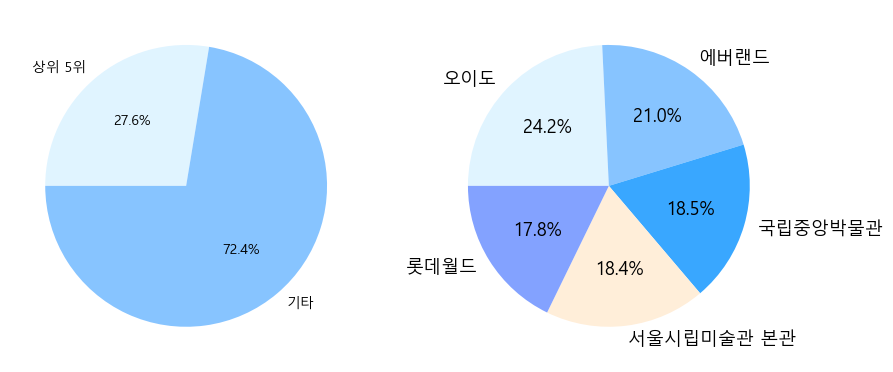 상위 5위
27.6%
72.4%
기타
에버랜드
오이도
21.0%
24.2%
18.5%
국립중앙박물관
17.8%
롯데월드
18.4%
서울시립미술관 본관